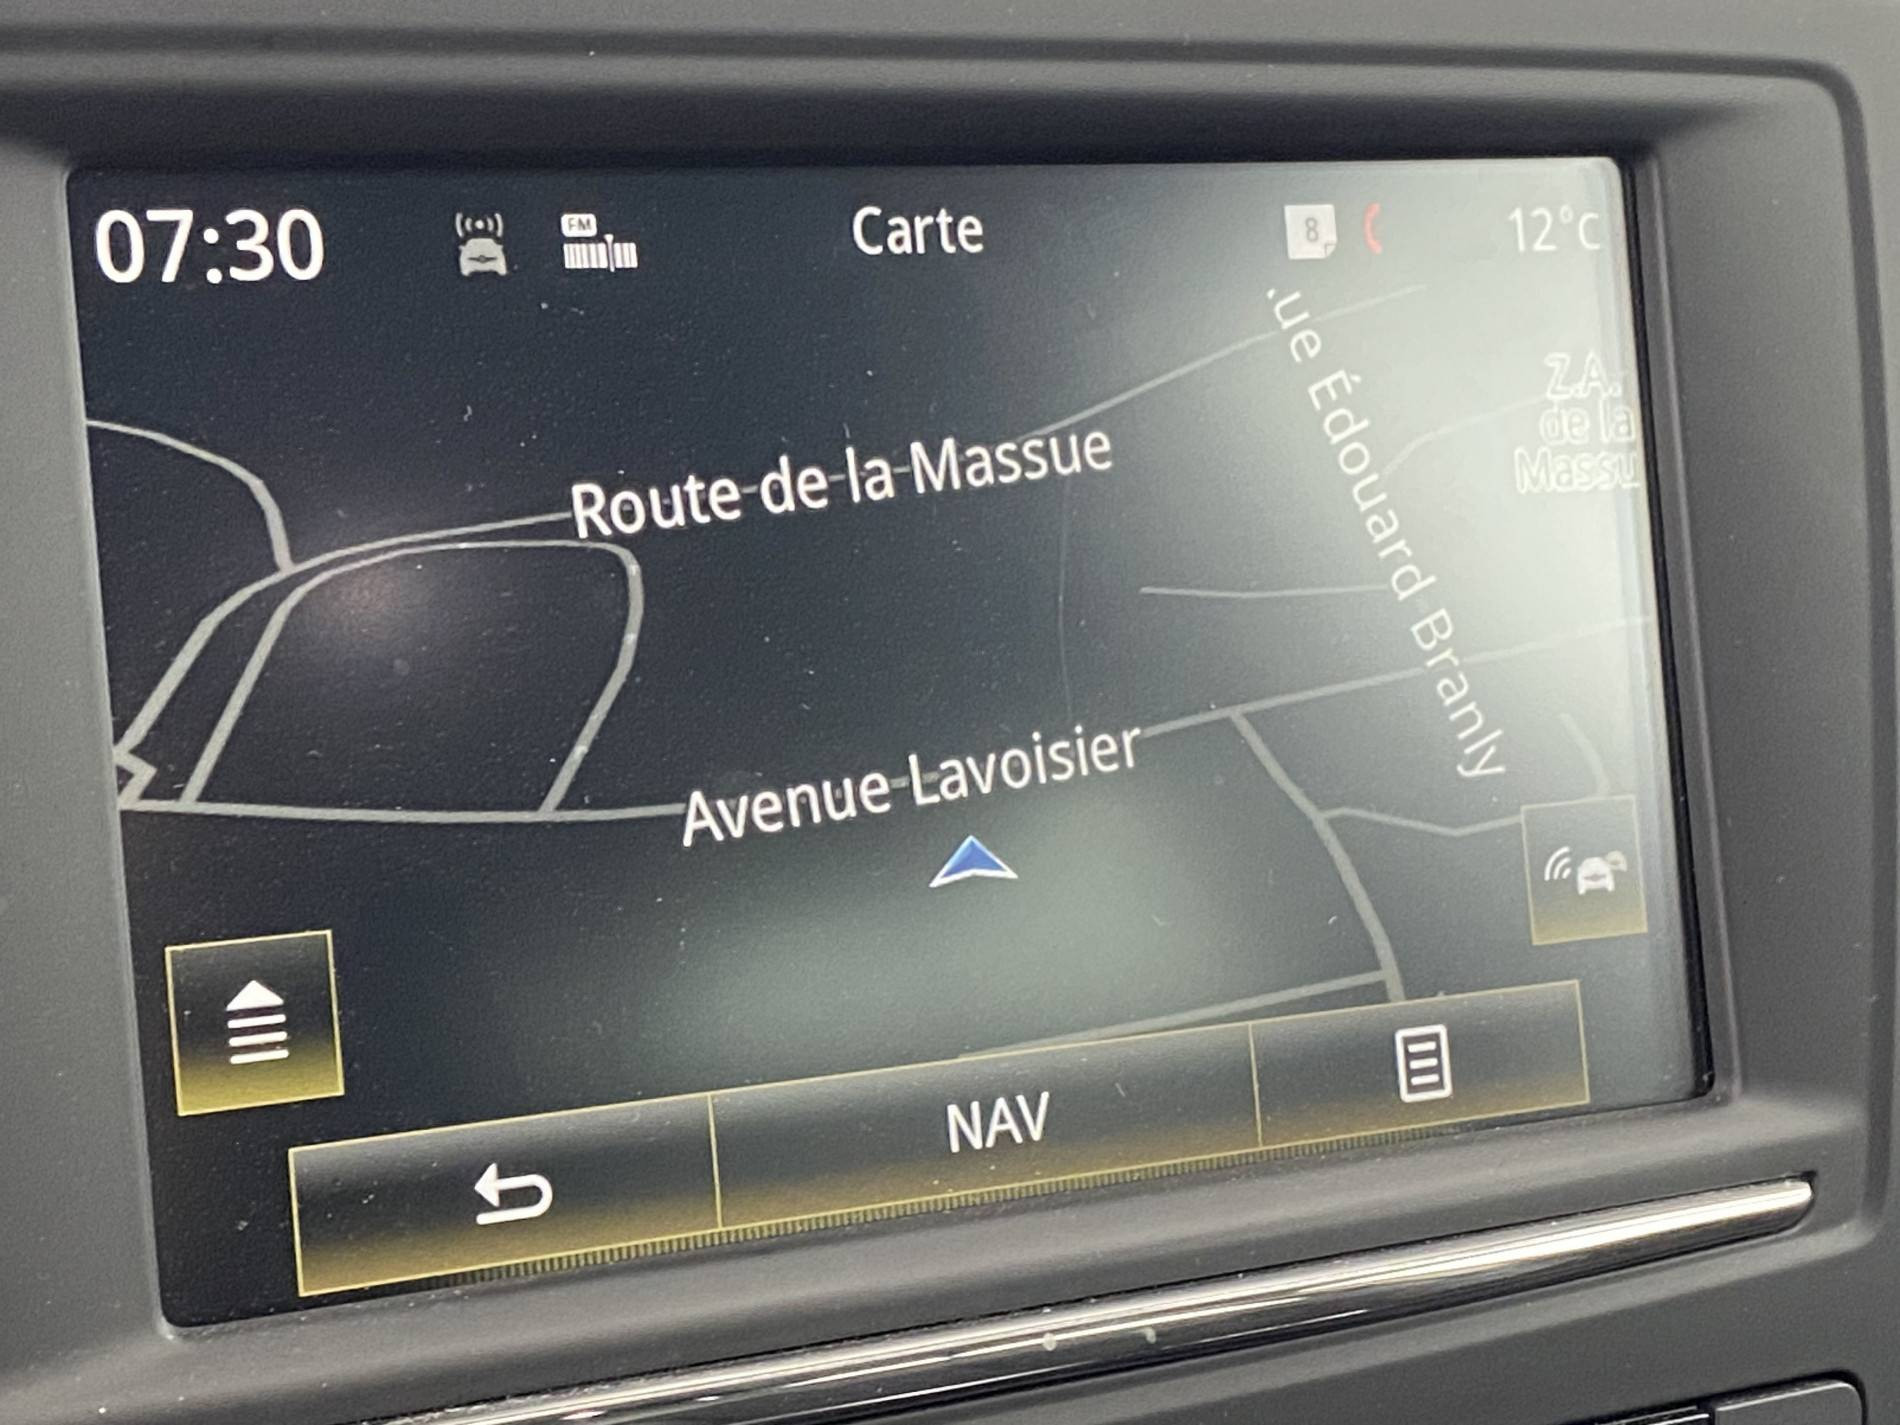 07:30
FM
Carte
8
12°C
ue Édouard Branly
Z.A.
de la
Massu
Route de la Massue
Avenue Lavoisier
NAV